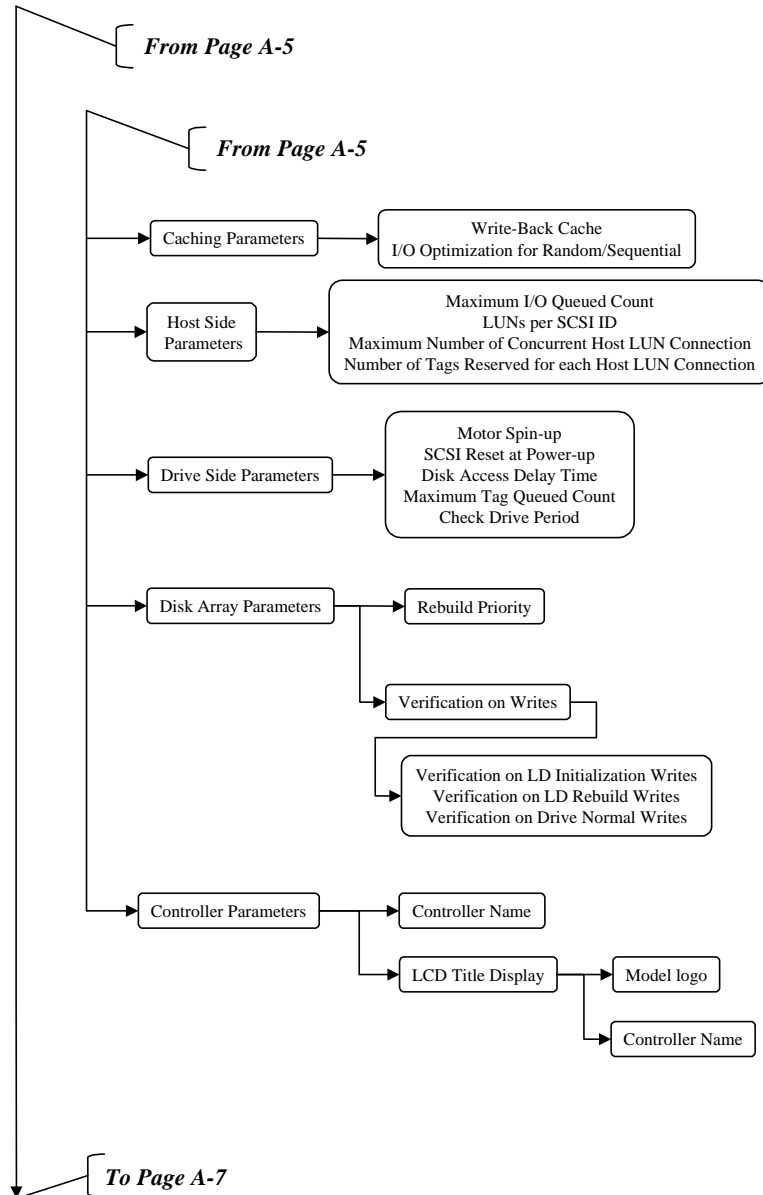 From Page A-5
From Page A-5
Caching Parameters
Write-Back Cache
I/O Optimization for Random/Sequential
Host Side
Parameters
Maximum I/O Queued Count
LUNs per SCSI ID
Maximum Number of Concurrent Host LUN Connection
Number of Tags Reserved for each Host LUN Connection
Drive Side Parameters
Motor Spin-up
SCSI Reset at Power-up
Disk Access Delay Time
Maximum Tag Queued Count
Check Drive Period
Disk Array Parameters
Rebuild Priority
Verification on Writes
Verification on LD Initialization Writes
Verification on LD Rebuild Writes
Verification on Drive Normal Writes
Controller Parameters
Controller Name
LCD Title Display
Model logo
Controller Name
To Page A-7